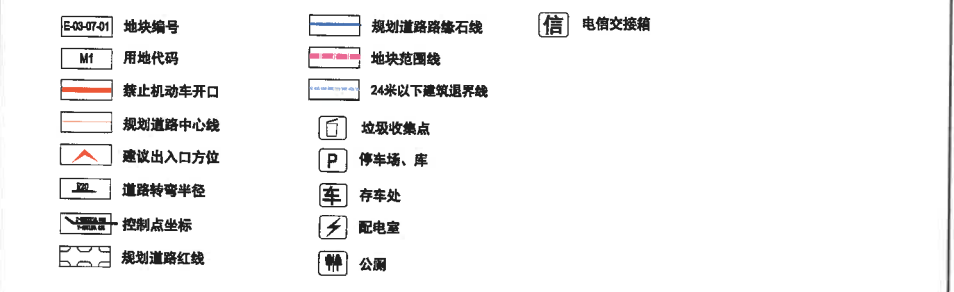 E-03-07-01 地块编号
M1 用地代码
禁止机动车开口
规划道路中心线
建议出入口方位
R20 道路转弯半径
控制点坐标
规划道路红线
规划道路路缘石线
地块范围线
24米以下建筑退界线
垃圾收集点
P 停车场、库
车 存车处
配电室
公厕
信 电信交接箱